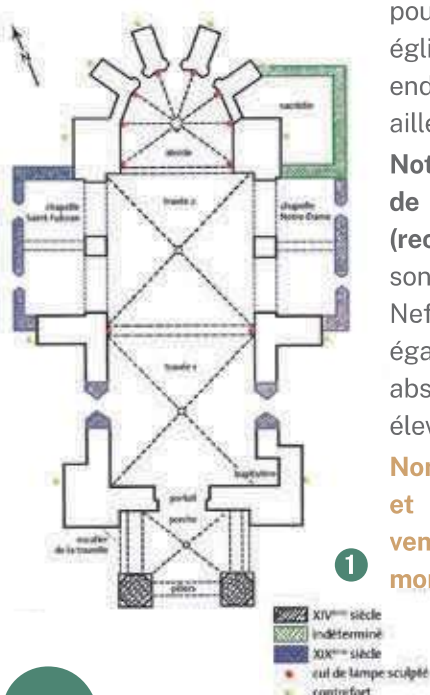 N
sacristie
abside
chapelle
Saint-Fulcran
travée 2
chapelle
Notre-Dame
travée 1
baptistère
portail
porche
escalier
de la tourelle
piliers
1
XIVème siècle
indéterminé
XIXème siècle
cul de lampe sculpté
contrefort
pou
égli
end
aille
Not
de
(rec
son
Nef
éga
abs
élev
Nor
et
ven
mor